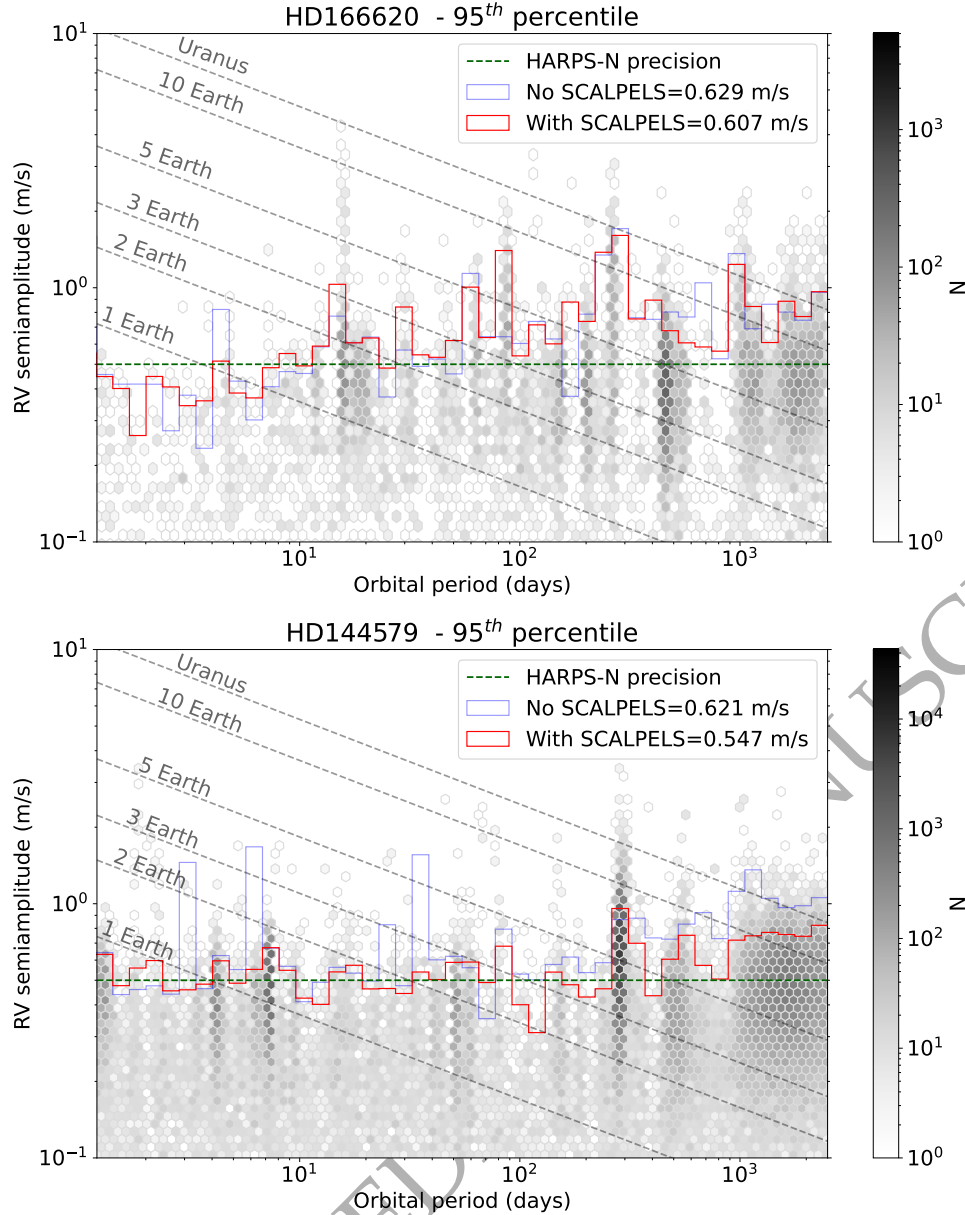 HD166620 - 95th percentile
10^1
10^0
10^-1
RV semiamplitude (m/s)
Uranus
10 Earth
5 Earth
3 Earth
2 Earth
1 Earth
HARPS-N precision
No SCALPELS=0.629 m/s
With SCALPELS=0.607 m/s
10^1
10^2
10^3
Orbital period (days)
10^3
10^2
10^1
10^0
N
HD144579 - 95th percentile
10^1
10^0
10^-1
RV semiamplitude (m/s)
Uranus
10 Earth
5 Earth
3 Earth
2 Earth
1 Earth
HARPS-N precision
No SCALPELS=0.621 m/s
With SCALPELS=0.547 m/s
10^1
10^2
10^3
Orbital period (days)
10^4
10^3
10^2
10^1
10^0
N